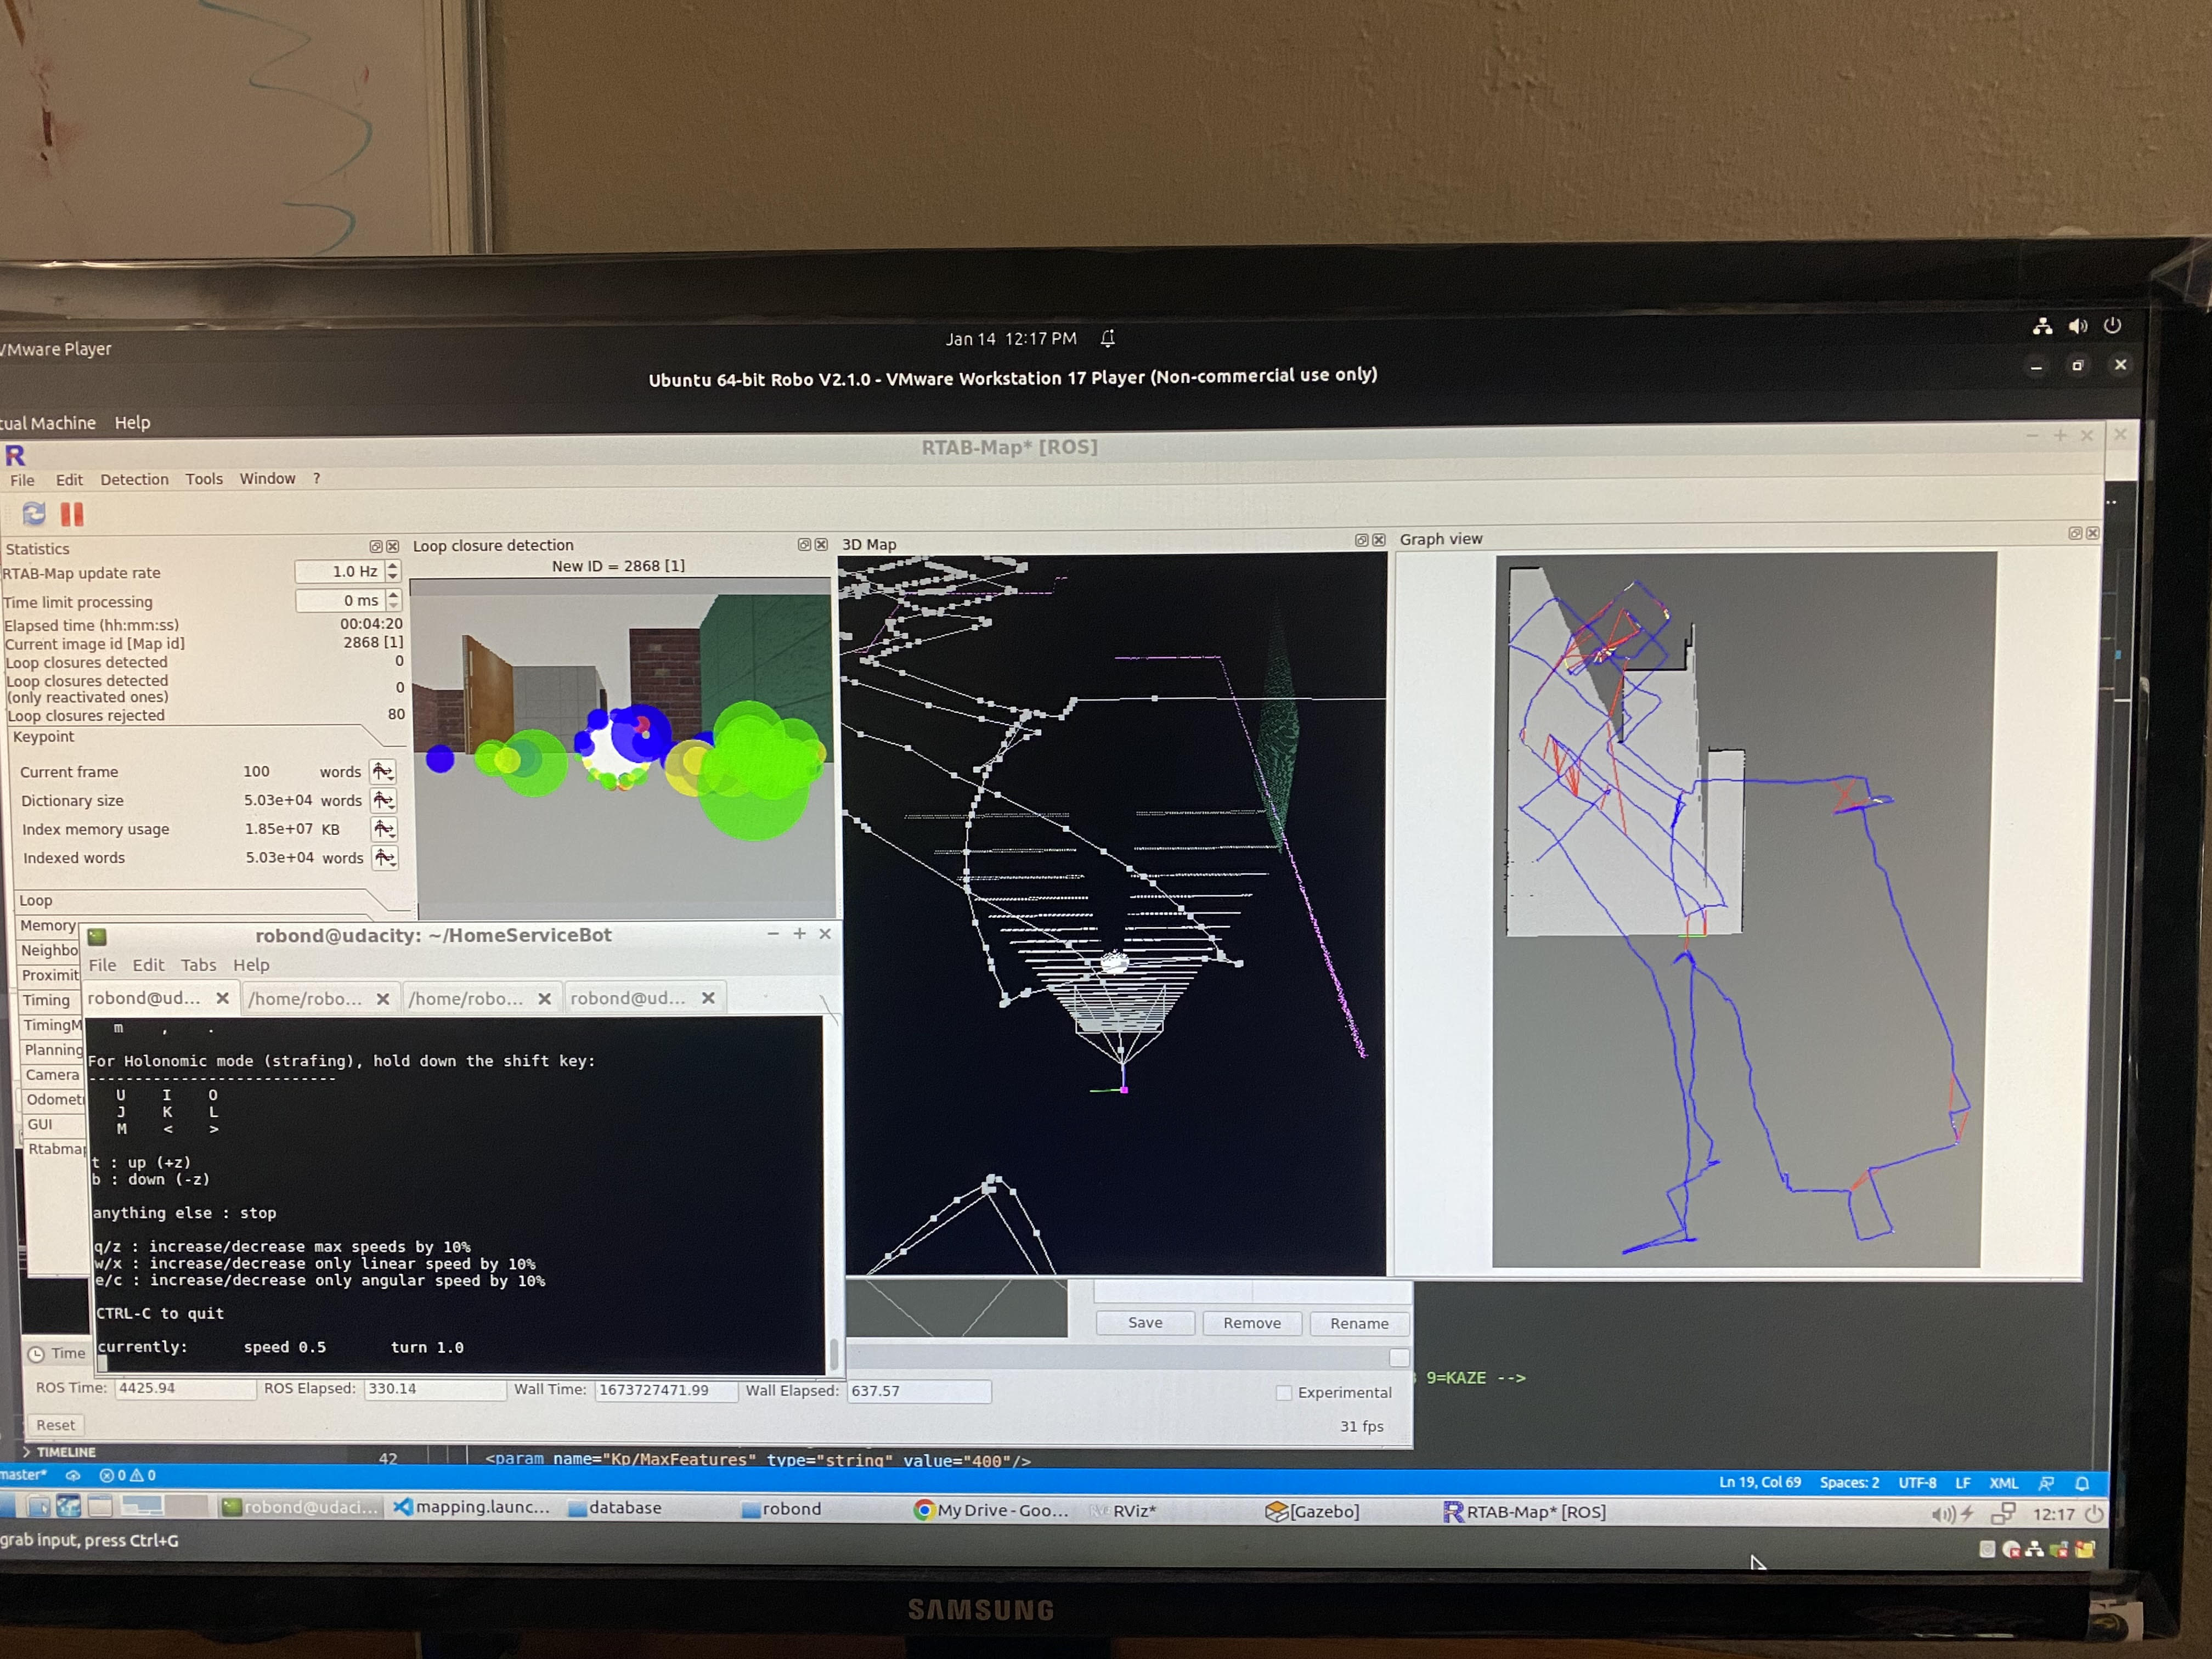 Jan 14 12:17 PM
VMware Player
Ubuntu 64-bit Robo V2.1.0 - VMware Workstation 17 Player (Non-commercial use only)
tual Machine Help
R
RTAB-Map* [ROS]
File Edit Detection Tools Window ?
Statistics
RTAB-Map update rate 1.0 Hz
Time limit processing 0 ms
Elapsed time (hh:mm:ss) 00:04:20
Current image id [Map id] 2868 [1]
Loop closures detected 0
Loop closures detected
(only reactivated ones) 0
Loop closures rejected 80
Keypoint
Current frame 100 words
Dictionary size 5.03e+04 words
Index memory usage 1.85e+07 KB
Indexed words 5.03e+04 words
Loop
Memory
Neighbo
Proximit
Timing
TimingM
Planning
Camera
Odomet
GUI
Rtabma
Loop closure detection
New ID = 2868 [1]
3D Map
Graph view
robond@udacity: ~/HomeServiceBot
File Edit Tabs Help
robond@ud... /home/robo... /home/robo... robond@ud...
m , .
For Holonomic mode (strafing), hold down the shift key:
---------------------------
U I O
J K L
M < >
t : up (+z)
b : down (-z)
anything else : stop
q/z : increase/decrease max speeds by 10%
w/x : increase/decrease only linear speed by 10%
e/c : increase/decrease only angular speed by 10%
CTRL-C to quit
currently: speed 0.5 turn 1.0
Save Remove Rename
Time
ROS Time: 4425.94 ROS Elapsed: 330.14 Wall Time: 1673727471.99 Wall Elapsed: 637.57 Experimental
Reset 31 fps
9=KAZE -->
TIMELINE
42 <param name="Kp/MaxFeatures" type="string" value="400"/>
master* 0 0 Ln 19, Col 69 Spaces: 2 UTF-8 LF XML
robond@udaci... mapping.launc... database robond My Drive - Goo... RViz* [Gazebo] RTAB-Map* [ROS] 12:17
grab input, press Ctrl+G
SAMSUNG